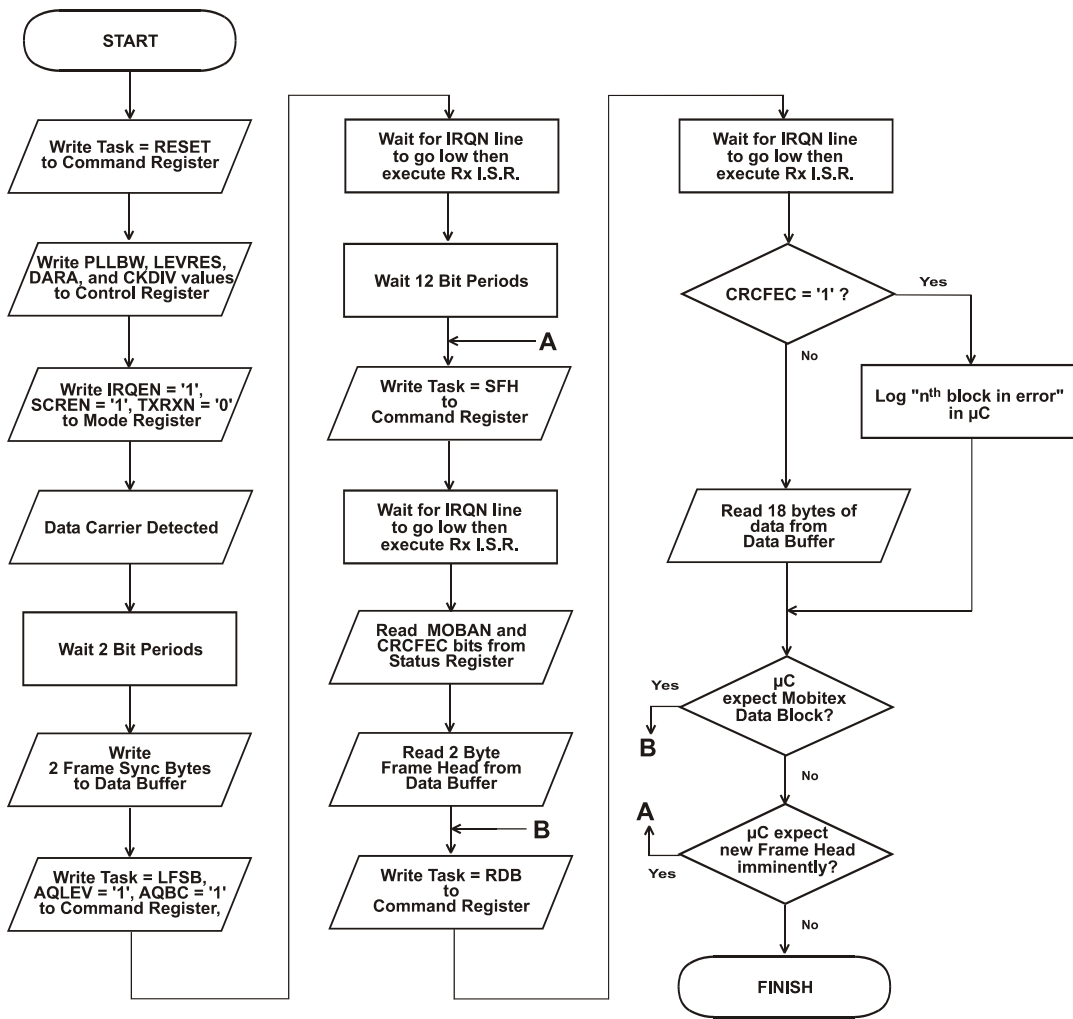 START
Write Task = RESET
to Command Register
Write PLLBW, LEVRES,
DARA, and CKDIV values
to Control Register
Write IRQEN = '1',
SCREN = '1', TXRXN = '0'
to Mode Register
Data Carrier Detected
Wait 2 Bit Periods
Write
2 Frame Sync Bytes
to Data Buffer
Write Task = LFSB,
AQLEV = '1', AQBC = '1'
to Command Register,
Wait for IRQN line
to go low then
execute Rx I.S.R.
Wait 12 Bit Periods
A
Write Task = SFH
to
Command Register
Wait for IRQN line
to go low then
execute Rx I.S.R.
Read MOBAN and
CRCFEC bits from
Status Register
Read 2 Byte
Frame Head from
Data Buffer
B
Write Task = RDB
to
Command Register
Wait for IRQN line
to go low then
execute Rx I.S.R.
CRCFEC = '1' ?
Yes
No
Log "nth block in error"
in µC
Read 18 bytes of
data from
Data Buffer
µC
expect Mobitex
Data Block?
Yes
B
No
A
µC expect
new Frame Head
imminently?
Yes
No
FINISH